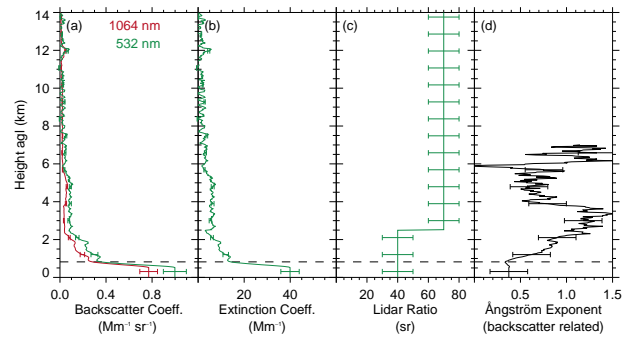 (a) 1064 nm
532 nm
(b)
(c)
(d)
14
12
10
8
6
4
2
0
Height agl (km)
0.0 0.4 0.8
20 40 60
20 40 60 80
0.5 1.0 1.5
Backscatter Coeff.
(Mm⁻¹ sr⁻¹)
Extinction Coeff.
(Mm⁻¹)
Lidar Ratio
(sr)
Ångström Exponent
(backscatter related)